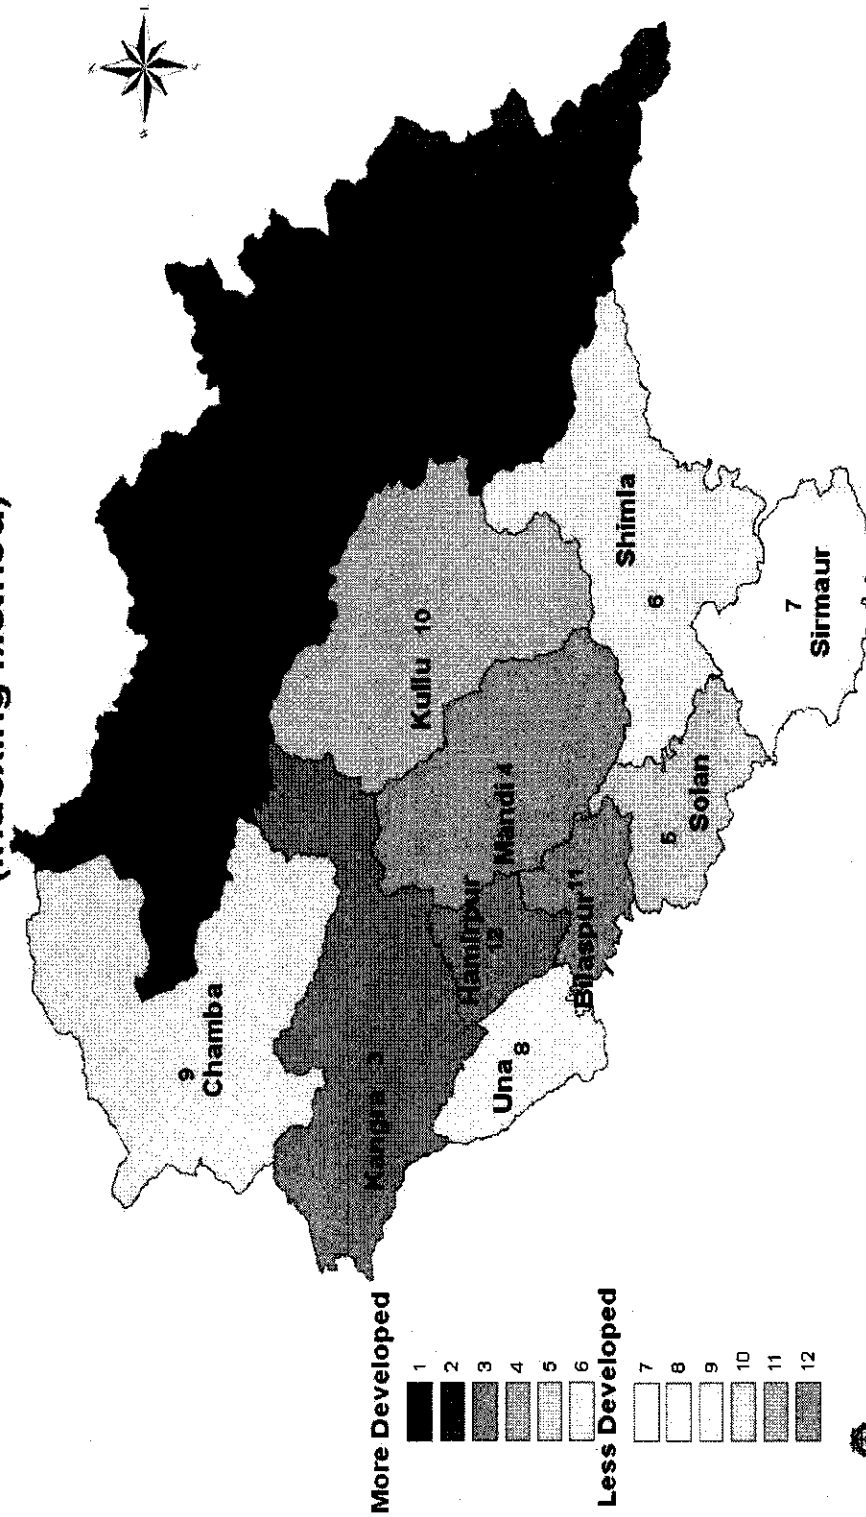 Chamba
9
Kangra 3
Kullu 10
Mandi 4
Hamirpur
12
Bilaspur 11
Una 8
Shimla
6
Solan
5
7
Sirmaur
More Developed
1
2
3
4
5
6
Less Developed
7
8
9
10
11
12